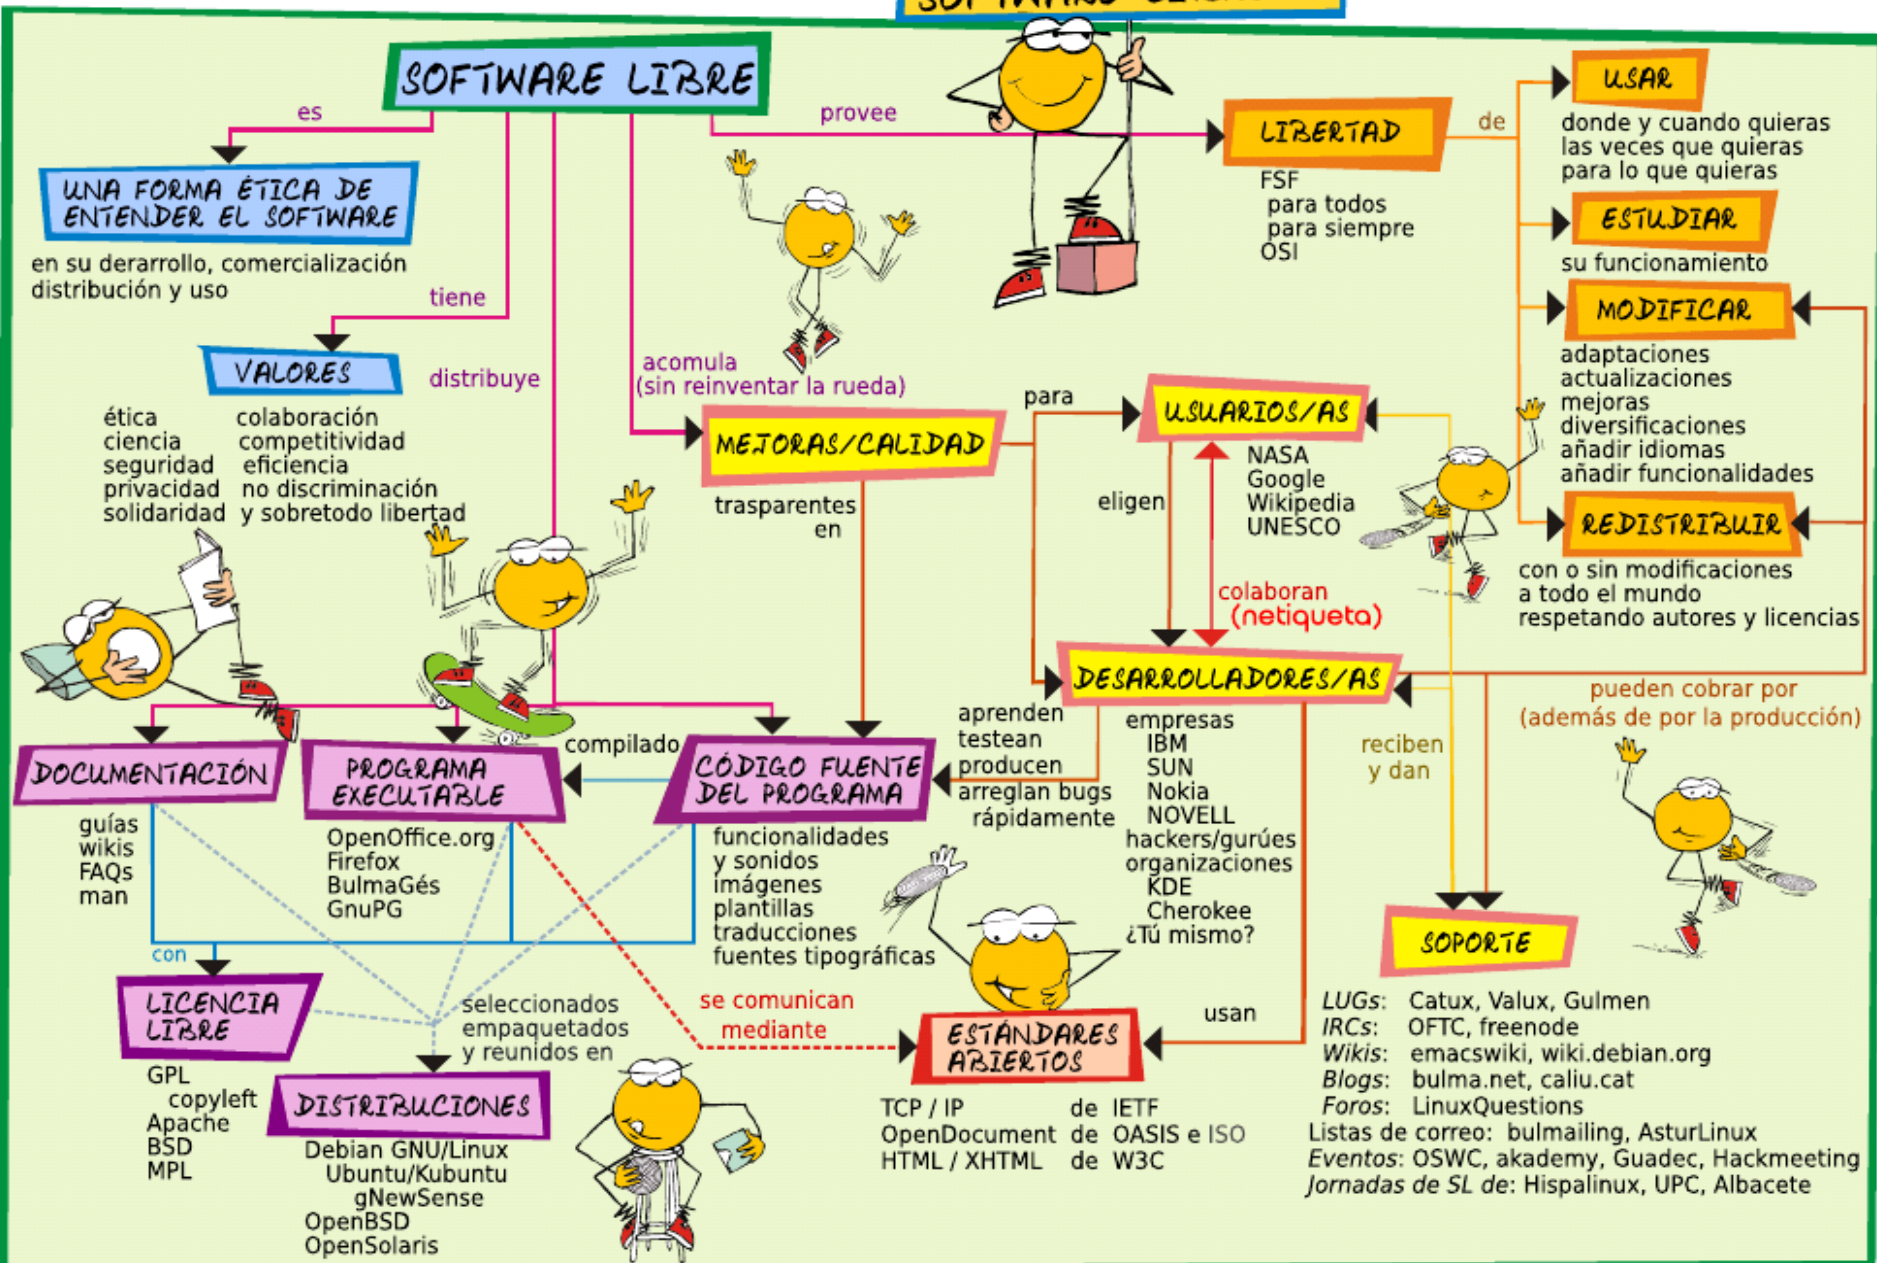 SOFTWARE LIBRE
es
provee
UNA FORMA ÉTICA DE
ENTENDER EL SOFTWARE
en su derarrollo, comercialización
distribución y uso
tiene
VALORES
ética
ciencia
seguridad
privacidad
solidaridad
colaboración
competitividad
eficiencia
no discriminación
y sobretodo libertad
distribuye
acomula
(sin reinventar la rueda)
LIBERTAD
FSF
para todos
para siempre
OSI
de
USAR
donde y cuando quieras
las veces que quieras
para lo que quieras
ESTUDIAR
su funcionamiento
MODIFICAR
adaptaciones
actualizaciones
mejoras
diversificaciones
añadir idiomas
añadir funcionalidades
REDISTRIBUIR
con o sin modificaciones
a todo el mundo
respetando autores y licencias
MEJORAS/CALIDAD
trasparentes
en
para
USUARIOS/AS
NASA
Google
Wikipedia
UNESCO
eligen
colaboran
(netiqueta)
DESARROLLADORES/AS
empresas
IBM
SUN
Nokia
NOVELL
hackers/gurúes
organizaciones
KDE
Cherokee
¿Tú mismo?
aprenden
testean
producen
arreglan bugs
rápidamente
pueden cobrar por
(además de por la producción)
reciben
y dan
DOCUMENTACIÓN
guías
wikis
FAQs
man
PROGRAMA
EXECUTABLE
OpenOffice.org
Firefox
BulmaGés
GnuPG
compilado
CÓDIGO FUENTE
DEL PROGRAMA
funcionalidades
y sonidos
imágenes
plantillas
traducciones
fuentes tipográficas
con
LICENCIA
LIBRE
GPL
copyleft
Apache
BSD
MPL
seleccionados
empaquetados
y reunidos en
DISTRIBUCIONES
Debian GNU/Linux
Ubuntu/Kubuntu
gNewSense
OpenBSD
OpenSolaris
se comunican
mediante
usan
ESTÁNDARES
ABIERTOS
TCP / IP de IETF
OpenDocument de OASIS e ISO
HTML / XHTML de W3C
SOPORTE
LUGs: Catux, Valux, Gulmen
IRCs: OFTC, freenode
Wikis: emacswiki, wiki.debian.org
Blogs: bulma.net, caliu.cat
Foros: LinuxQuestions
Listas de correo: bulmailing, AsturLinux
Eventos: OSWC, akademy, Guadec, Hackmeeting
Jornadas de SL de: Hispalinux, UPC, Albacete